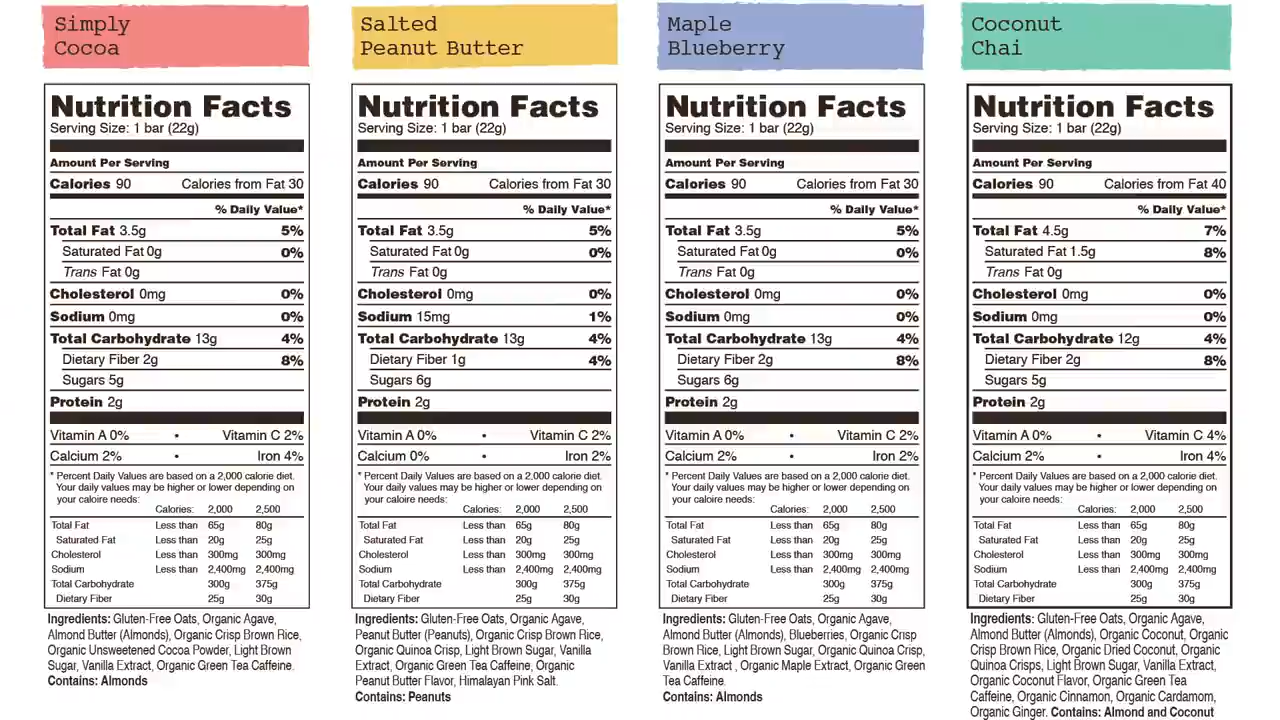 Simply
Cocoa
Nutrition Facts
Serving Size: 1 bar (22g)
Amount Per Serving
Calories 90 Calories from Fat 30
% Daily Value*
Total Fat 3.5g 5%
Saturated Fat 0g 0%
Trans Fat 0g
Cholesterol 0mg 0%
Sodium 0mg 0%
Total Carbohydrate 13g 4%
Dietary Fiber 2g 8%
Sugars 5g
Protein 2g
Vitamin A 0% • Vitamin C 2%
Calcium 2% • Iron 4%
* Percent Daily Values are based on a 2,000 calorie diet.
Your daily values may be higher or lower depending on
your caloire needs:
Calories: 2,000 2,500
Total Fat Less than 65g 80g
Saturated Fat Less than 20g 25g
Cholesterol Less than 300mg 300mg
Sodium Less than 2,400mg 2,400mg
Total Carbohydrate 300g 375g
Dietary Fiber 25g 30g
Ingredients: Gluten-Free Oats, Organic Agave,
Almond Butter (Almonds), Organic Crisp Brown Rice,
Organic Unsweetened Cocoa Powder, Light Brown
Sugar, Vanilla Extract, Organic Green Tea Caffeine.
Contains: Almonds
Salted
Peanut Butter
Nutrition Facts
Serving Size: 1 bar (22g)
Amount Per Serving
Calories 90 Calories from Fat 30
% Daily Value*
Total Fat 3.5g 5%
Saturated Fat 0g 0%
Trans Fat 0g
Cholesterol 0mg 0%
Sodium 15mg 1%
Total Carbohydrate 13g 4%
Dietary Fiber 1g 4%
Sugars 6g
Protein 2g
Vitamin A 0% • Vitamin C 2%
Calcium 0% • Iron 2%
* Percent Daily Values are based on a 2,000 calorie diet.
Your daily values may be higher or lower depending on
your caloire needs:
Calories: 2,000 2,500
Total Fat Less than 65g 80g
Saturated Fat Less than 20g 25g
Cholesterol Less than 300mg 300mg
Sodium Less than 2,400mg 2,400mg
Total Carbohydrate 300g 375g
Dietary Fiber 25g 30g
Ingredients: Gluten-Free Oats, Organic Agave,
Peanut Butter (Peanuts), Organic Crisp Brown Rice,
Organic Quinoa Crisp, Light Brown Sugar, Vanilla
Extract, Organic Green Tea Caffeine, Organic
Peanut Butter Flavor, Himalayan Pink Salt.
Contains: Peanuts
Maple
Blueberry
Nutrition Facts
Serving Size: 1 bar (22g)
Amount Per Serving
Calories 90 Calories from Fat 30
% Daily Value*
Total Fat 3.5g 5%
Saturated Fat 0g 0%
Trans Fat 0g
Cholesterol 0mg 0%
Sodium 0mg 0%
Total Carbohydrate 13g 4%
Dietary Fiber 2g 8%
Sugars 6g
Protein 2g
Vitamin A 0% • Vitamin C 2%
Calcium 2% • Iron 2%
* Percent Daily Values are based on a 2,000 calorie diet.
Your daily values may be higher or lower depending on
your caloire needs:
Calories: 2,000 2,500
Total Fat Less than 65g 80g
Saturated Fat Less than 20g 25g
Cholesterol Less than 300mg 300mg
Sodium Less than 2,400mg 2,400mg
Total Carbohydrate 300g 375g
Dietary Fiber 25g 30g
Ingredients: Gluten-Free Oats, Organic Agave,
Almond Butter (Almonds), Blueberries, Organic Crisp
Brown Rice, Light Brown Sugar, Organic Quinoa Crisp,
Vanilla Extract , Organic Maple Extract, Organic Green
Tea Caffeine.
Contains: Almonds
Coconut
Chai
Nutrition Facts
Serving Size: 1 bar (22g)
Amount Per Serving
Calories 90 Calories from Fat 40
% Daily Value*
Total Fat 4.5g 7%
Saturated Fat 1.5g 8%
Trans Fat 0g
Cholesterol 0mg 0%
Sodium 0mg 0%
Total Carbohydrate 12g 4%
Dietary Fiber 2g 8%
Sugars 5g
Protein 2g
Vitamin A 0% • Vitamin C 4%
Calcium 2% • Iron 4%
* Percent Daily Values are based on a 2,000 calorie diet.
Your daily values may be higher or lower depending on
your caloire needs:
Calories: 2,000 2,500
Total Fat Less than 65g 80g
Saturated Fat Less than 20g 25g
Cholesterol Less than 300mg 300mg
Sodium Less than 2,400mg 2,400mg
Total Carbohydrate 300g 375g
Dietary Fiber 25g 30g
Ingredients: Gluten-Free Oats, Organic Agave,
Almond Butter (Almonds), Organic Coconut, Organic
Crisp Brown Rice, Organic Dried Coconut, Organic
Quinoa Crisps, Light Brown Sugar, Vanilla Extract,
Organic Coconut Flavor, Organic Green Tea
Caffeine, Organic Cinnamon, Organic Cardamom,
Organic Ginger. Contains: Almond and Coconut